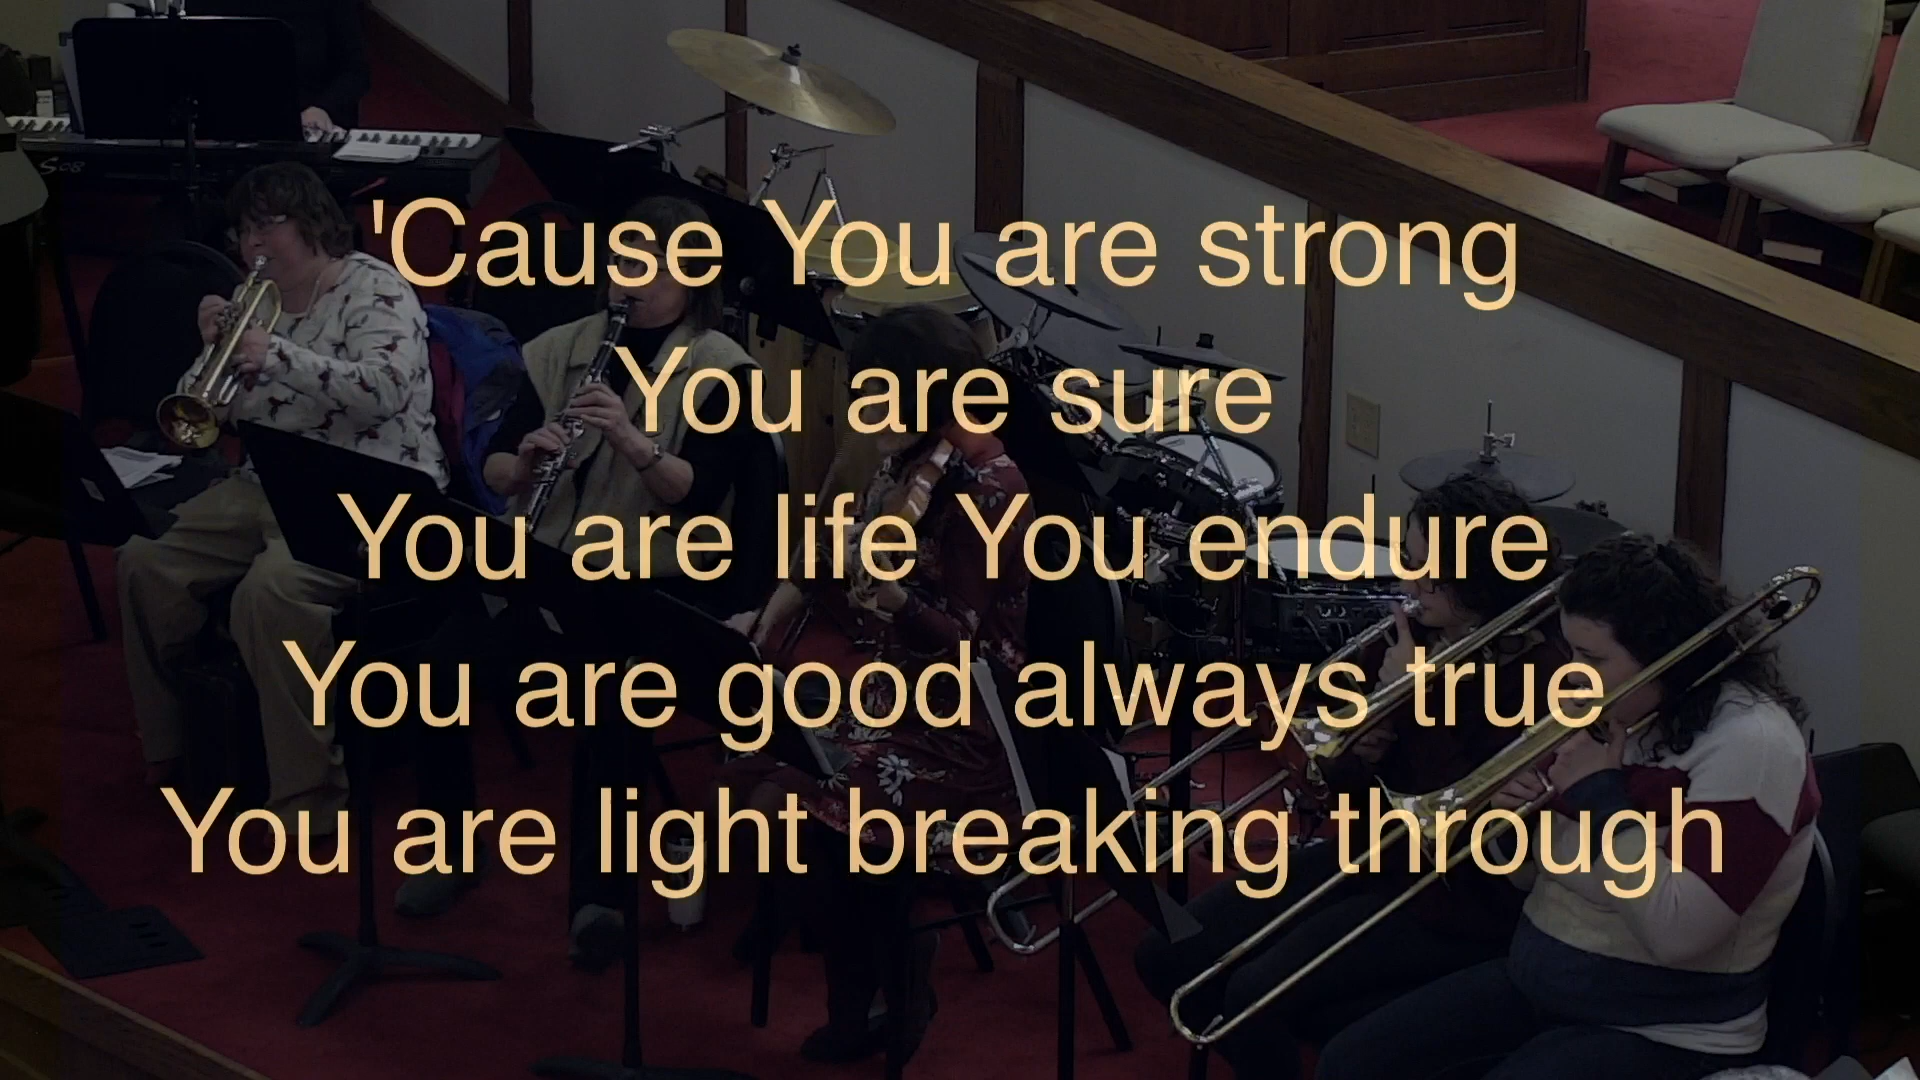 S08
'Cause You are strong
You are sure
You are life You endure
You are good always true
You are light breaking through